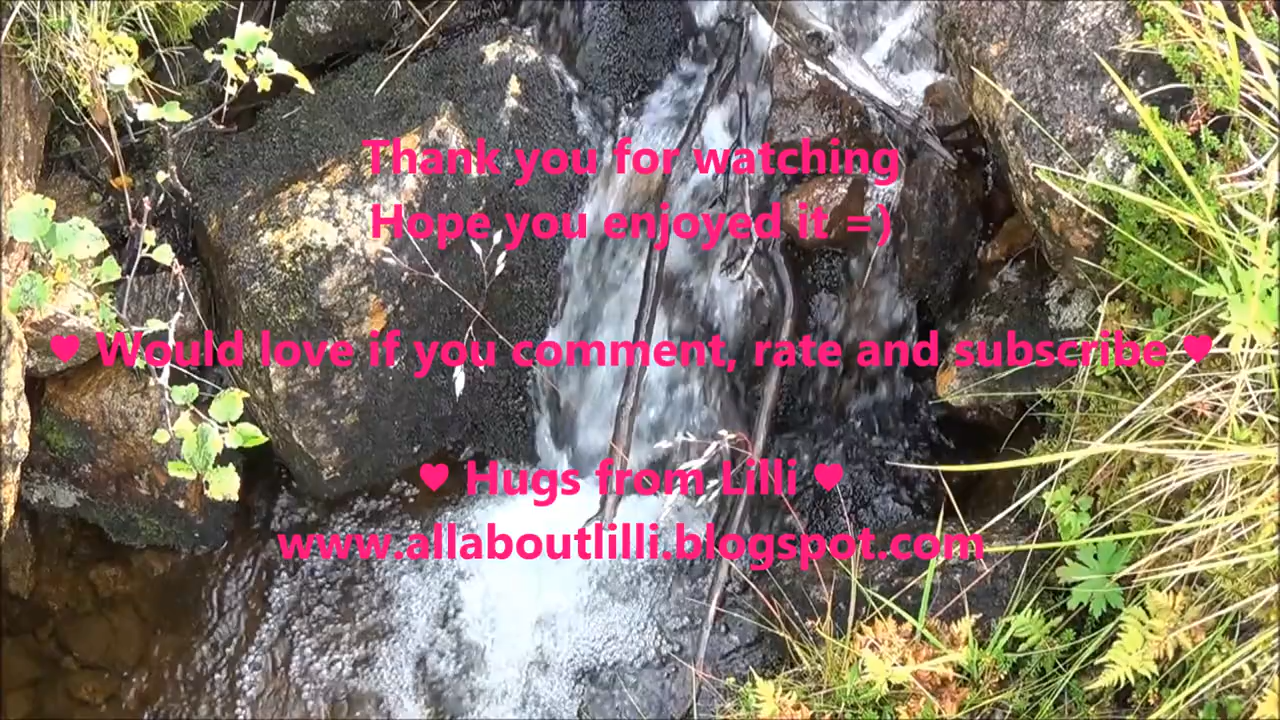 Thank you for watching
Hope you enjoyed it =)
♥ Would love if you comment, rate and subscribe ♥
♥ Hugs from Lilli ♥
www.allaboutlilli.blogspot.com